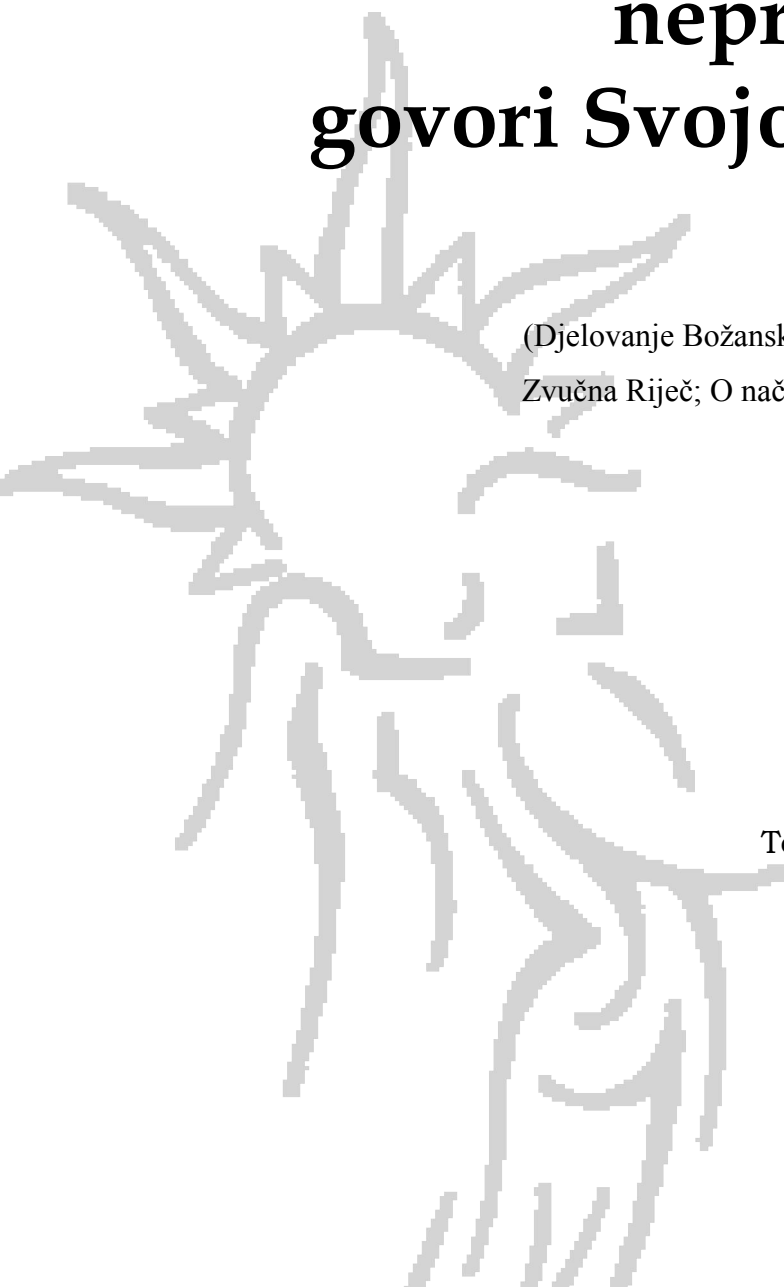 nepr
govori Svojo
(Djelovanje Božansk
Zvučna Riječ; O nač
To